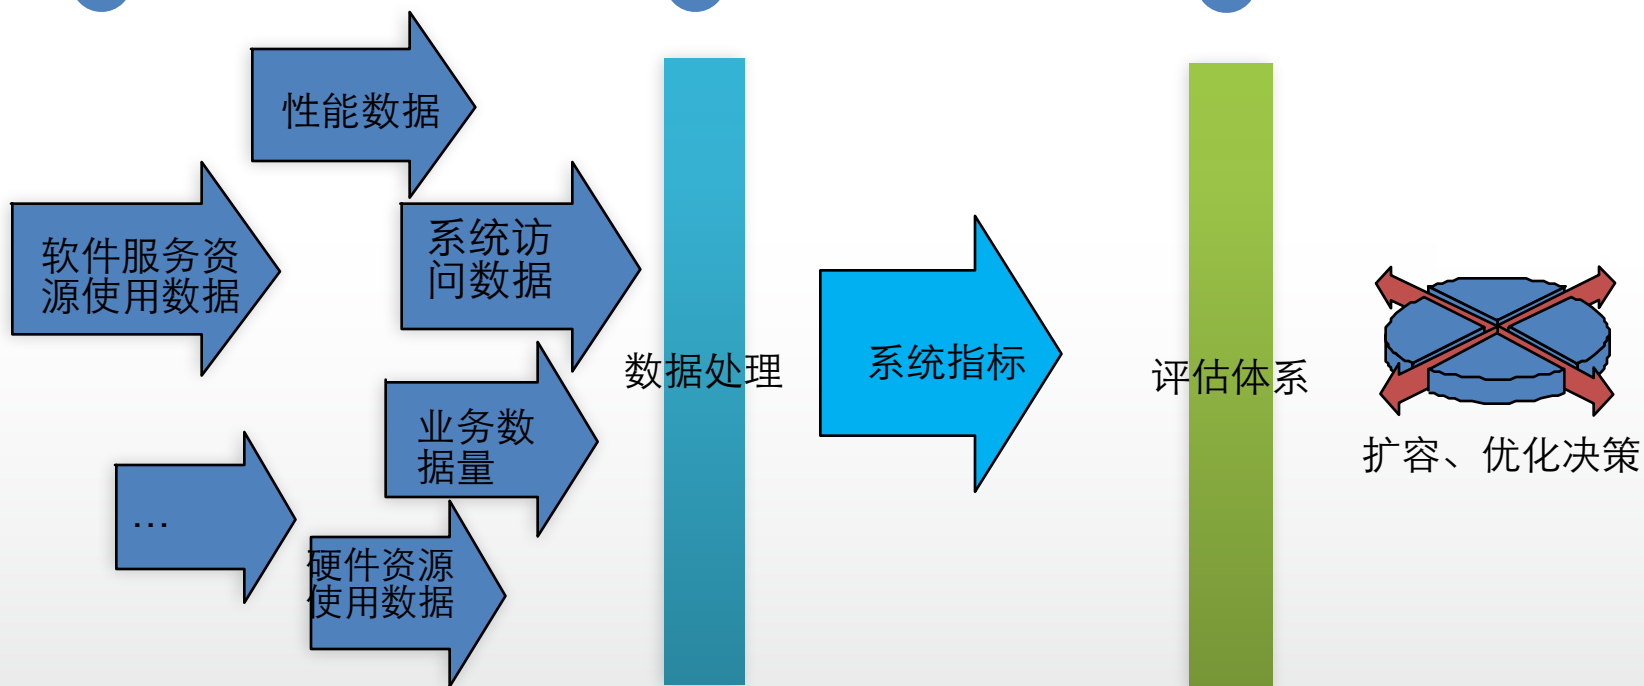 性能数据
软件服务资
源使用数据
系统访
问数据
业务数
据量
…
硬件资源
使用数据
数据处理
系统指标
评估体系
扩容、优化决策